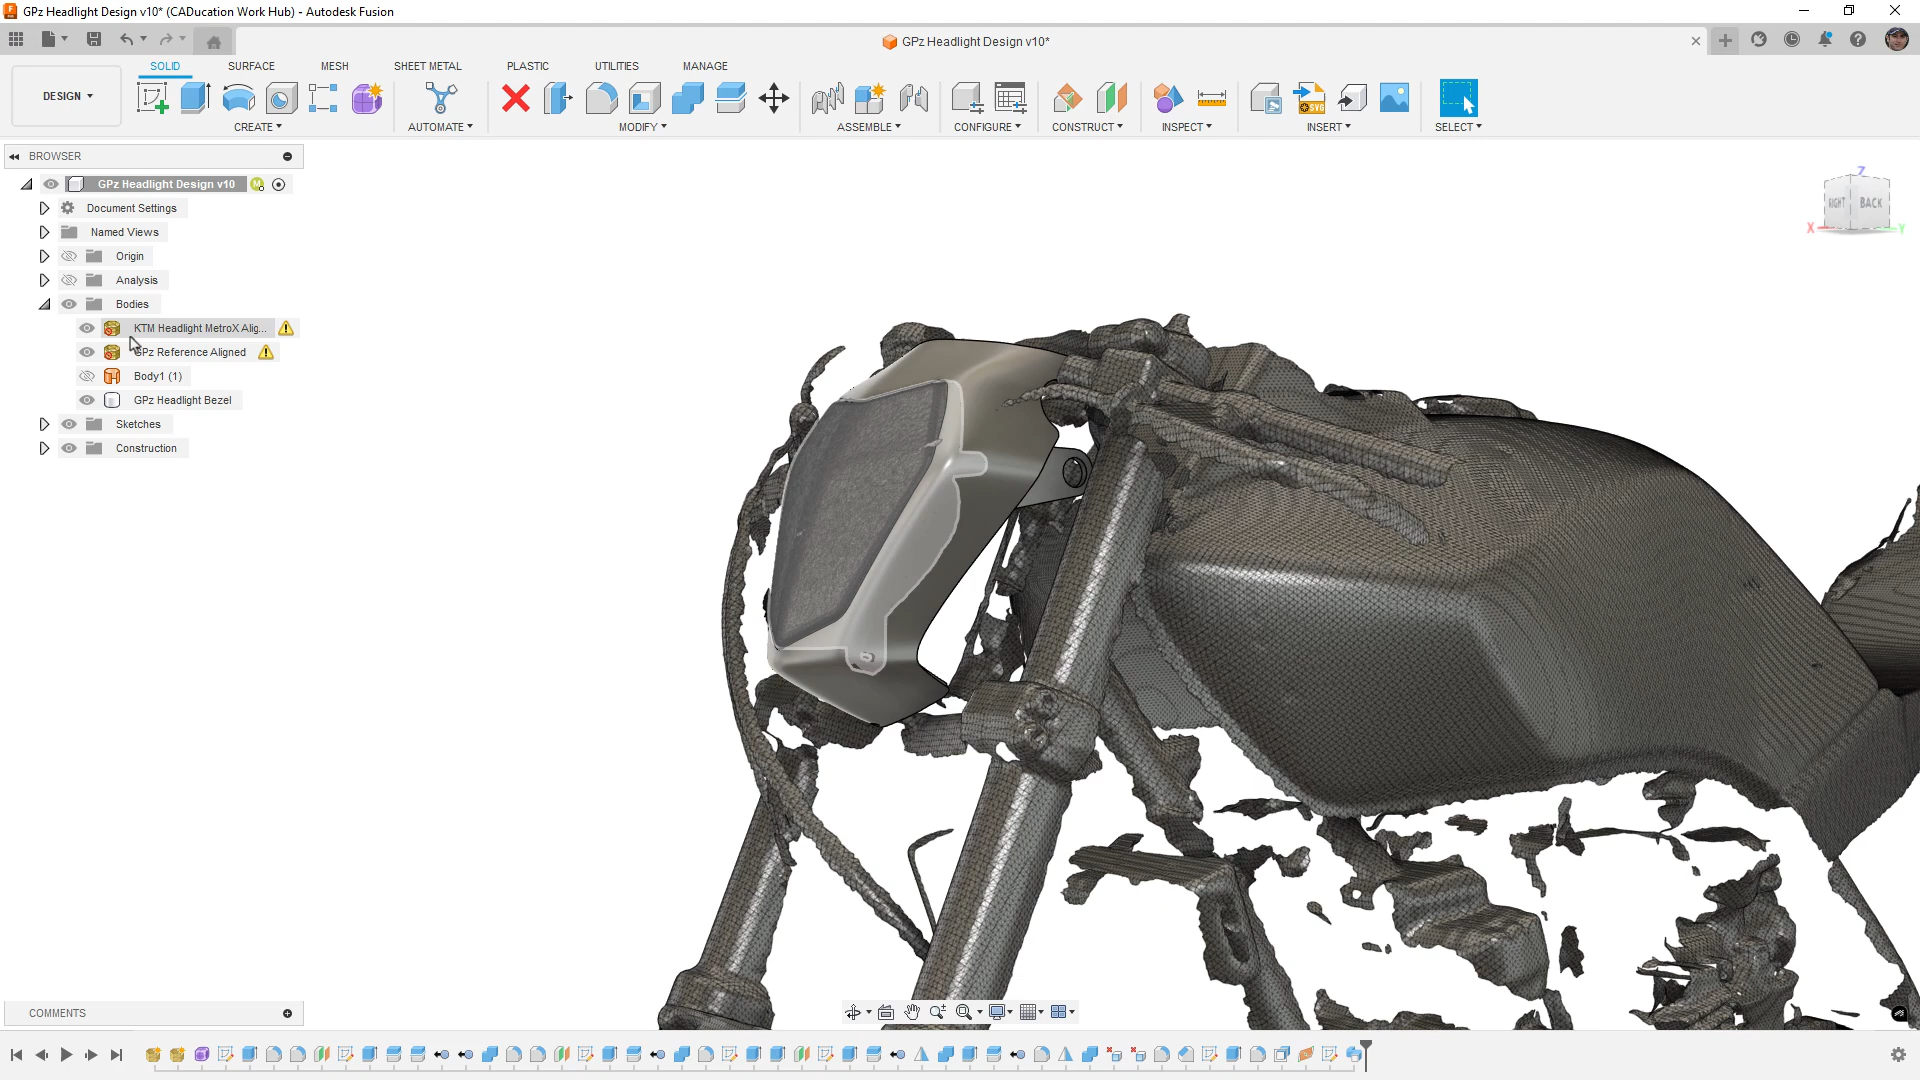 GPz Headlight Design v10* (CADucation Work Hub) - Autodesk Fusion
GPz Headlight Design v10*
SOLID SURFACE MESH SHEET METAL PLASTIC UTILITIES MANAGE
DESIGN
CREATE AUTOMATE MODIFY ASSEMBLE CONFIGURE CONSTRUCT INSPECT INSERT SELECT
SVG
BROWSER
GPz Headlight Design v10
M
Document Settings
Named Views
Origin
Analysis
Bodies
KTM Headlight MetroX Alig...
GPz Reference Aligned
Body1 (1)
GPz Headlight Bezel
Sketches
Construction
Z
RIGHT BACK
X Y
COMMENTS